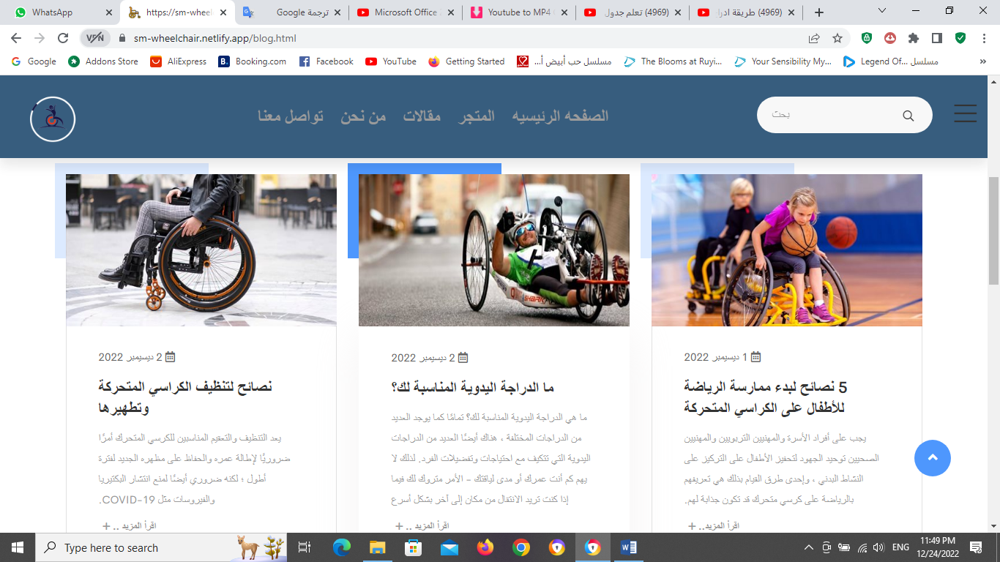 WhatsApp
https://sm-wheel
ترجمة Google
Microsoft Office
Youtube to MP4
(4969) تعلم جدول
(4969) طريقة ادرا
VPN
sm-wheelchair.netlify.app/blog.html
Google
Addons Store
AliExpress
Booking.com
Facebook
YouTube
Getting Started
مسلسل حب أبيض أ...
The Blooms at Ruyi...
Your Sensibility My...
مسلسل Legend Of...
بحث
الصفحه الرئيسيه
المتجر
مقالات
من نحن
تواصل معنا
1 ديسيمبر 2022
5 نصائح لبدء ممارسة الرياضة
للأطفال على الكراسي المتحركة
يجب على أفراد الأسرة والمهنيين التربويين والمهنيين
الصحيين توحيد الجهود لتحفيز الأطفال على التركيز على
النشاط البدني ، وإحدى طرق القيام بذلك هي تعريفهم
بالرياضة على كرسي متحرك قد تكون جذابة لهم.
اقرأ المزيد.. +
2 ديسيمبر 2022
ما الدراجة اليدوية المناسبة لك؟
ما هي الدراجة اليدوية المناسبة لك؟ تمامًا كما يوجد العديد
من الدراجات المختلفة ، هناك أيضًا العديد من الدراجات
اليدوية التي تتكيف مع احتياجات وتفضيلات الفرد. لذلك لا
يهم كم أنت عمرك أو مدى لياقتك - الأمر متروك لك فيما
إذا كنت تريد الانتقال من مكان إلى آخر بشكل أسرع
اقرأ المزيد .. +
2 ديسيمبر 2022
نصائح لتنظيف الكراسي المتحركة
وتطهيرها
يعد التنظيف والتعقيم المناسبين للكرسي المتحرك أمرًا
ضروريًا لإطالة عمره والحفاظ على مظهره الجديد لفترة
أطول ؛ لكنه ضروري أيضًا لمنع انتشار البكتيريا
والفيروسات مثل COVID-19.
اقرأ المزيد .. +
Type here to search
ENG
11:49 PM
12/24/2022